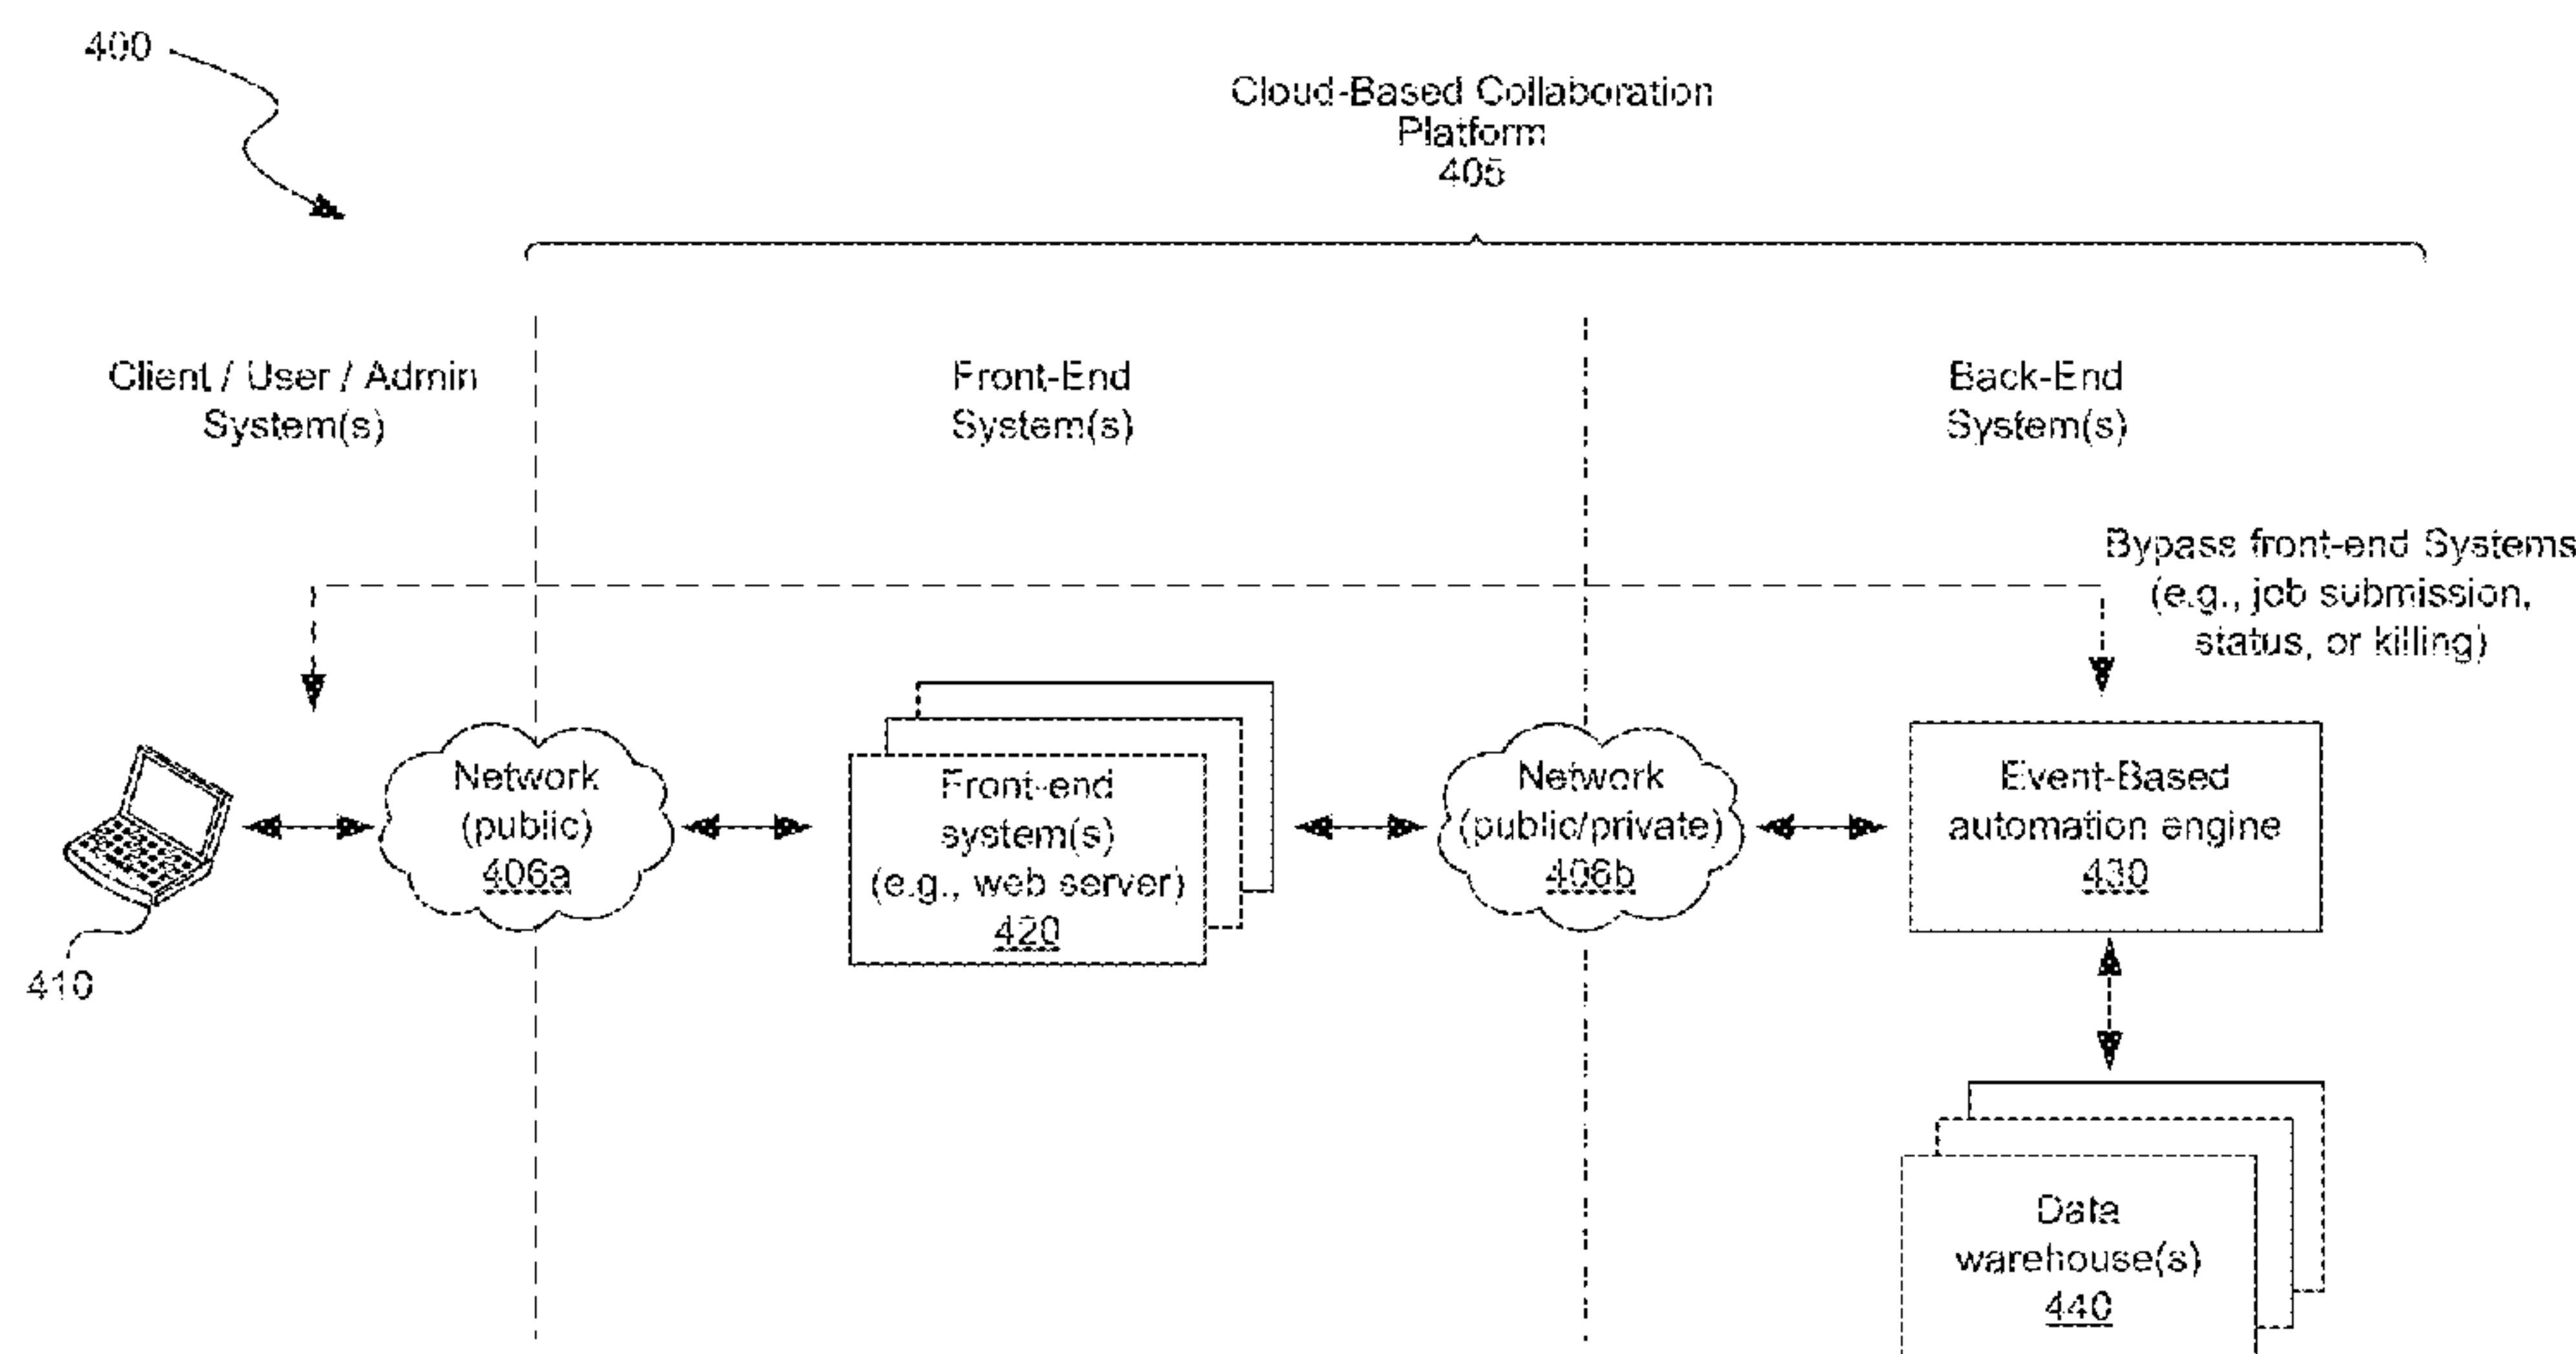 400
Cloud-Based Collaboration
Platform
405
Client / User / Admin
System(s)
Front-End
System(s)
Back-End
System(s)
Bypass front-end Systems
(e.g., job submission,
status, or killing)
Network
(public)
406a
Front-end
system(s)
(e.g., web server)
420
Network
(public/private)
406b
Event-Based
automation engine
430
410
Data
warehouse(s)
440